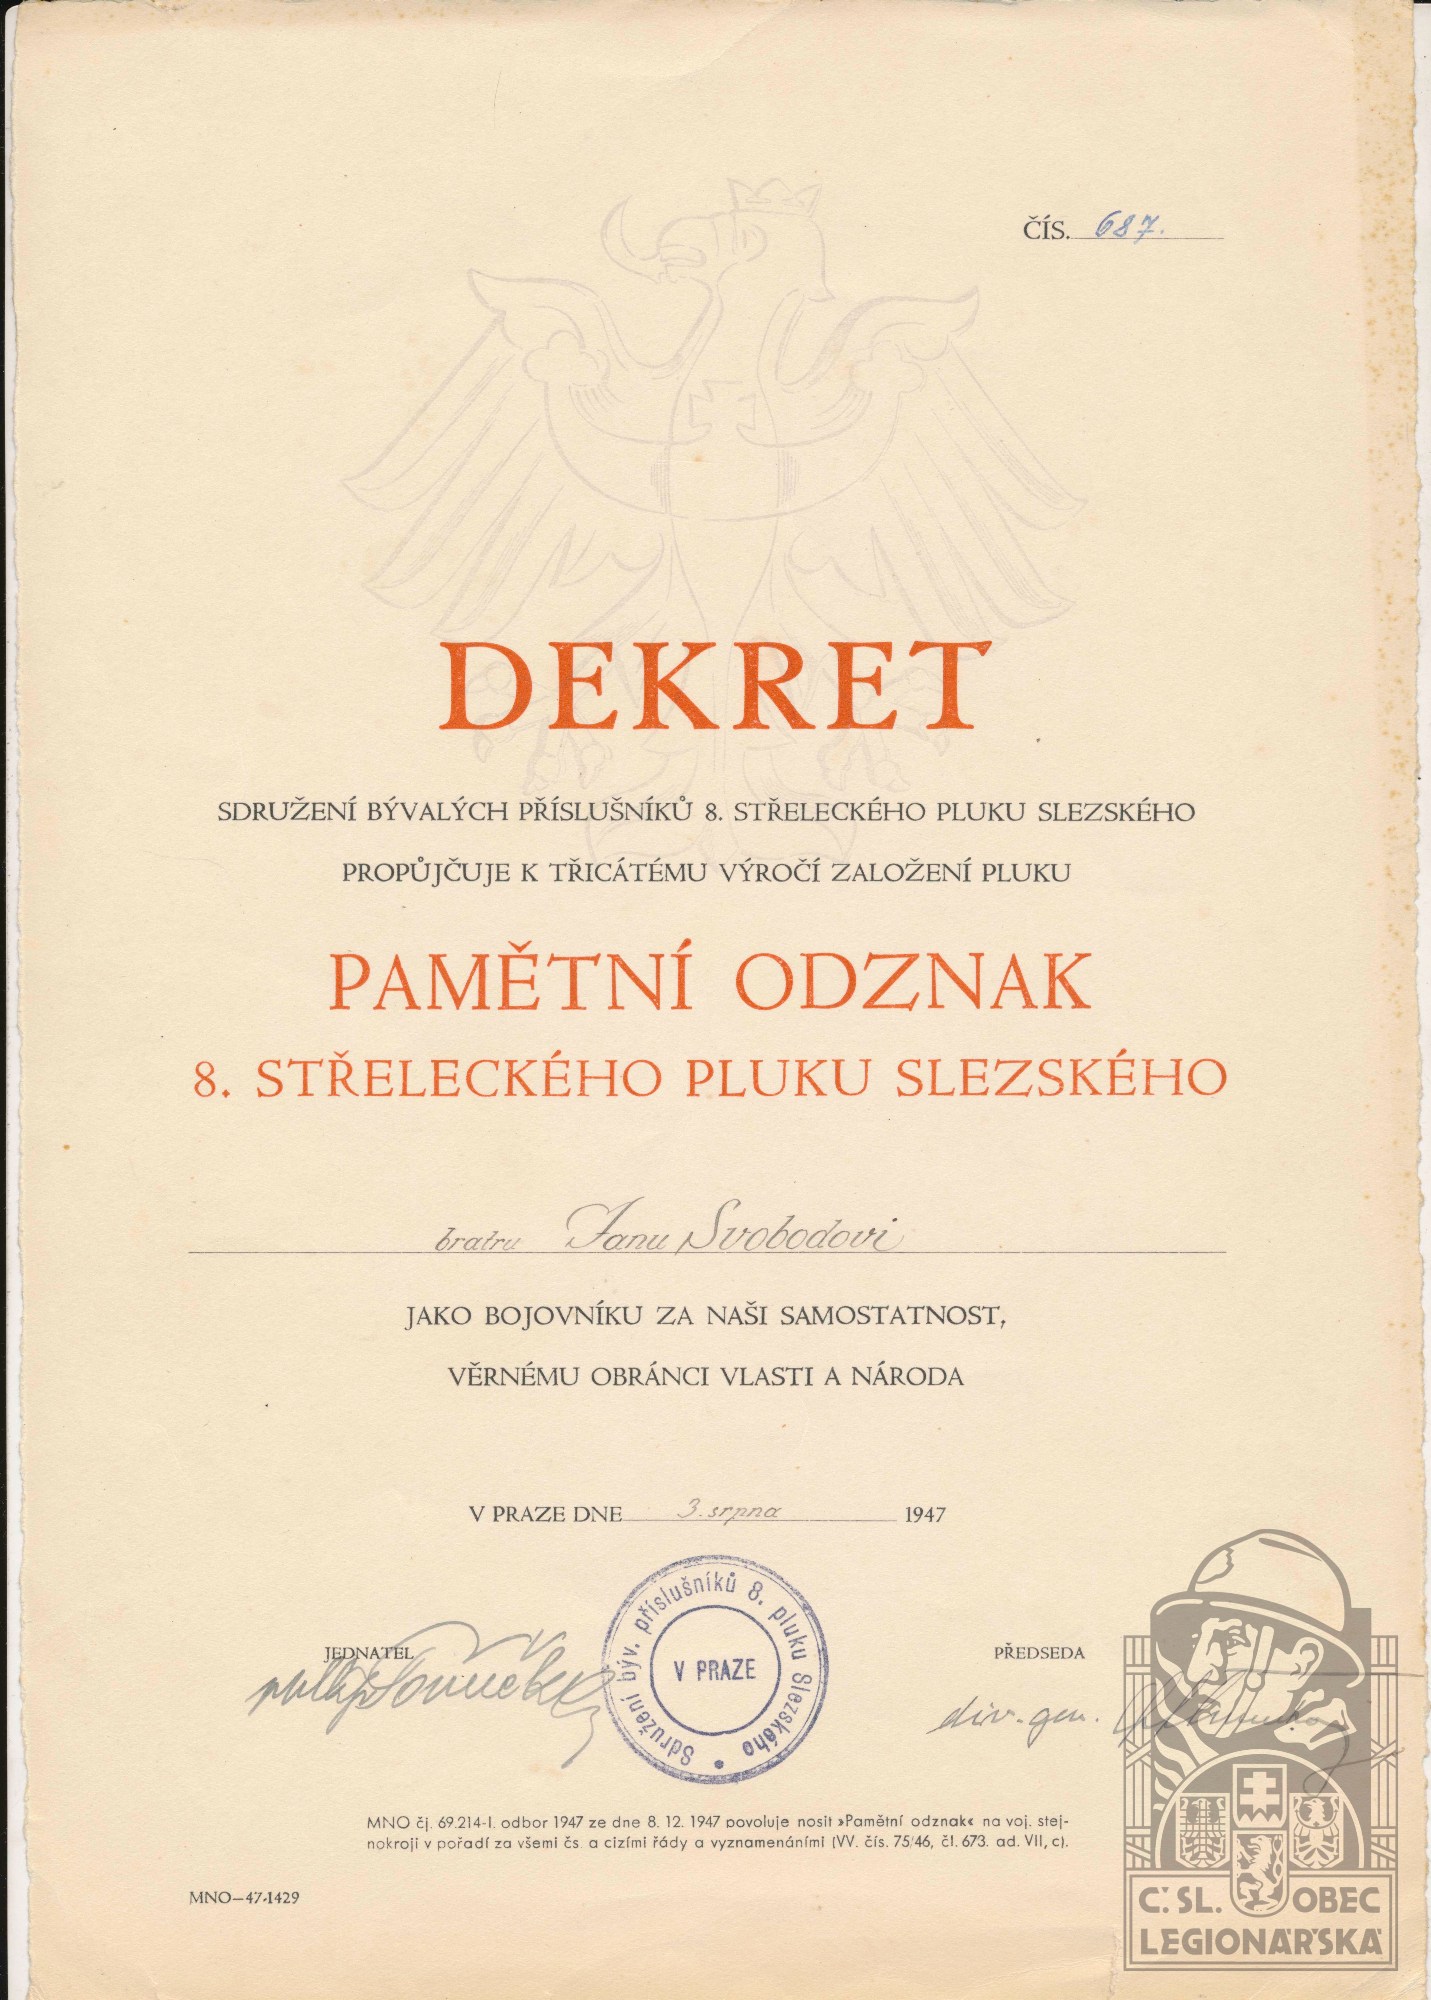 ČÍS. 687.
DEKRET
SDRUŽENÍ BÝVALÝCH PŘÍSLUŠNÍKŮ 8. STŘELECKÉHO PLUKU SLEZSKÉHO
PROPŮJČUJE K TŘICÁTÉMU VÝROČÍ ZALOŽENÍ PLUKU
PAMĚTNÍ ODZNAK
8. STŘELECKÉHO PLUKU SLEZSKÉHO
bratru Janu Svobodovi
JAKO BOJOVNÍKU ZA NAŠI SAMOSTATNOST,
VĚRNÉMU OBRÁNCI VLASTI A NÁRODA
V PRAZE DNE 3. srpna 1947
JEDNATEL
Sdružení býv. příslušníků 8. pluku Slezského
V PRAZE
PŘEDSEDA
div. gen.
MNO čj. 69.214-I. odbor 1947 ze dne 8. 12. 1947 povoluje nosit »Pamětní odznak« na voj. stej-
nokroji v pořadí za všemi čs. a cizími řády a vyznamenáními (VV. čís. 75/46, čl. 673. ad. VII, c).
MNO—47-1429
Č. SL. OBEC
LEGIONÁŘSKÁ